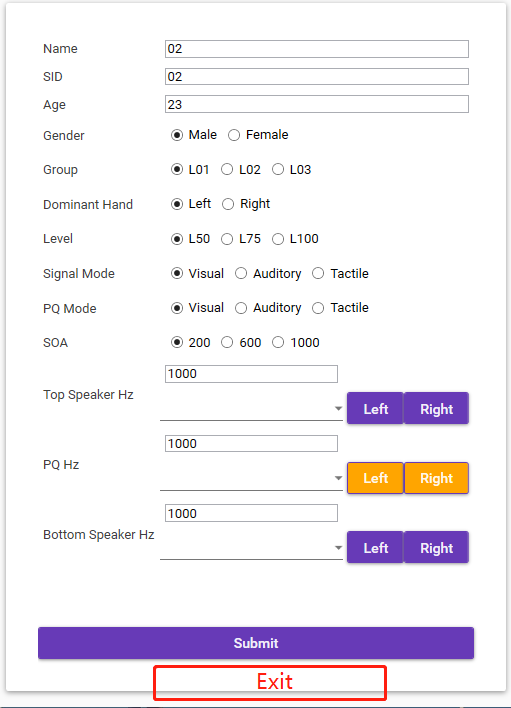 Name 02
SID 02
Age 23
Gender Male Female
Group L01 L02 L03
Dominant Hand Left Right
Level L50 L75 L100
Signal Mode Visual Auditory Tactile
PQ Mode Visual Auditory Tactile
SOA 200 600 1000
1000
Top Speaker Hz Left Right
1000
PQ Hz Left Right
1000
Bottom Speaker Hz Left Right
Submit
Exit